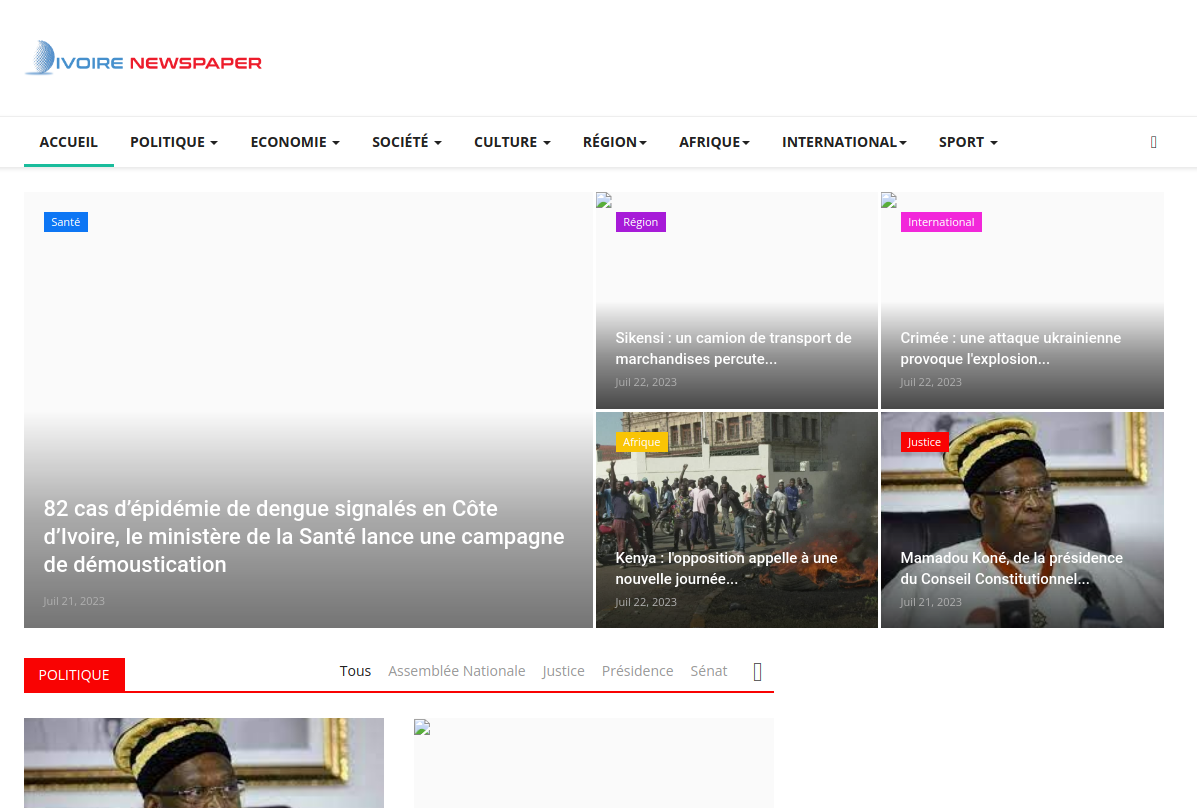 IVOIRE NEWSPAPER
ACCUEIL POLITIQUE ECONOMIE SOCIÉTÉ CULTURE RÉGION AFRIQUE INTERNATIONAL SPORT
Santé
82 cas d’épidémie de dengue signalés en Côte
d’Ivoire, le ministère de la Santé lance une campagne
de démoustication
Juil 21, 2023
Région
Sikensi : un camion de transport de
marchandises percute...
Juil 22, 2023
International
Crimée : une attaque ukrainienne
provoque l'explosion...
Juil 22, 2023
Afrique
Kenya : l'opposition appelle à une
nouvelle journée...
Juil 22, 2023
Justice
Mamadou Koné, de la présidence
du Conseil Constitutionnel...
Juil 21, 2023
POLITIQUE
Tous Assemblée Nationale Justice Présidence Sénat